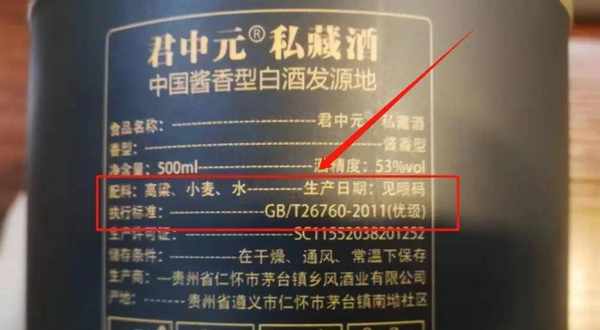 君中元®私藏酒
中国酱香型白酒发源地
食品名称：君中元® 私藏酒
香型：酱香型
净含量：500ml 酒精度：53%vol
配料：高粱、小麦、水 生产日期：见喷码
执行标准：GB/T26760-2011(优级)
生产许可证：SC11552038201252
储存条件：在干燥、通风、常温下保存
生产商：贵州省仁怀市茅台镇乡风酒业有限公司
产地：贵州省遵义市仁怀市茅台镇南坳社区